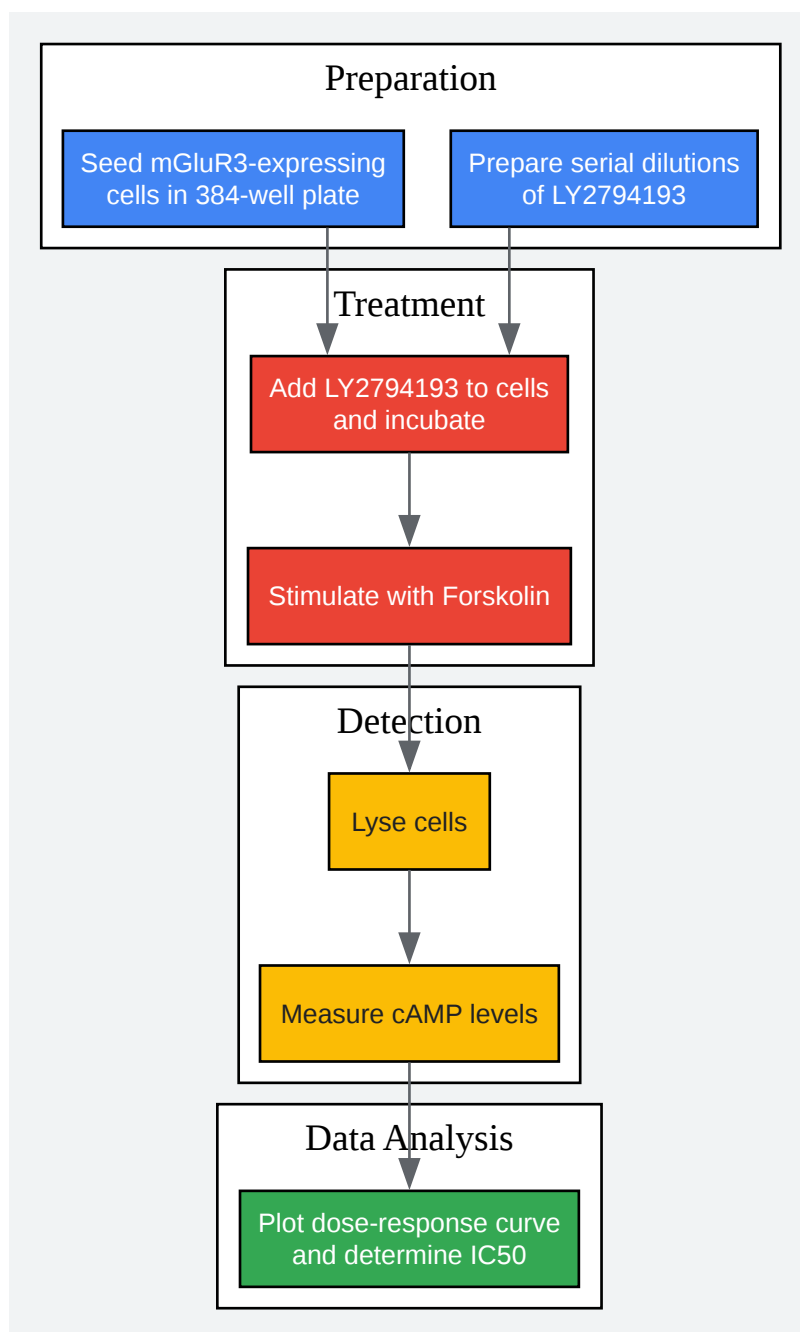 Preparation
Seed mGluR3-expressing
cells in 384-well plate
Prepare serial dilutions
of LY2794193
Treatment
Add LY2794193 to cells
and incubate
Stimulate with Forskolin
Detection
Lyse cells
Measure cAMP levels
Data Analysis
Plot dose-response curve
and determine IC50